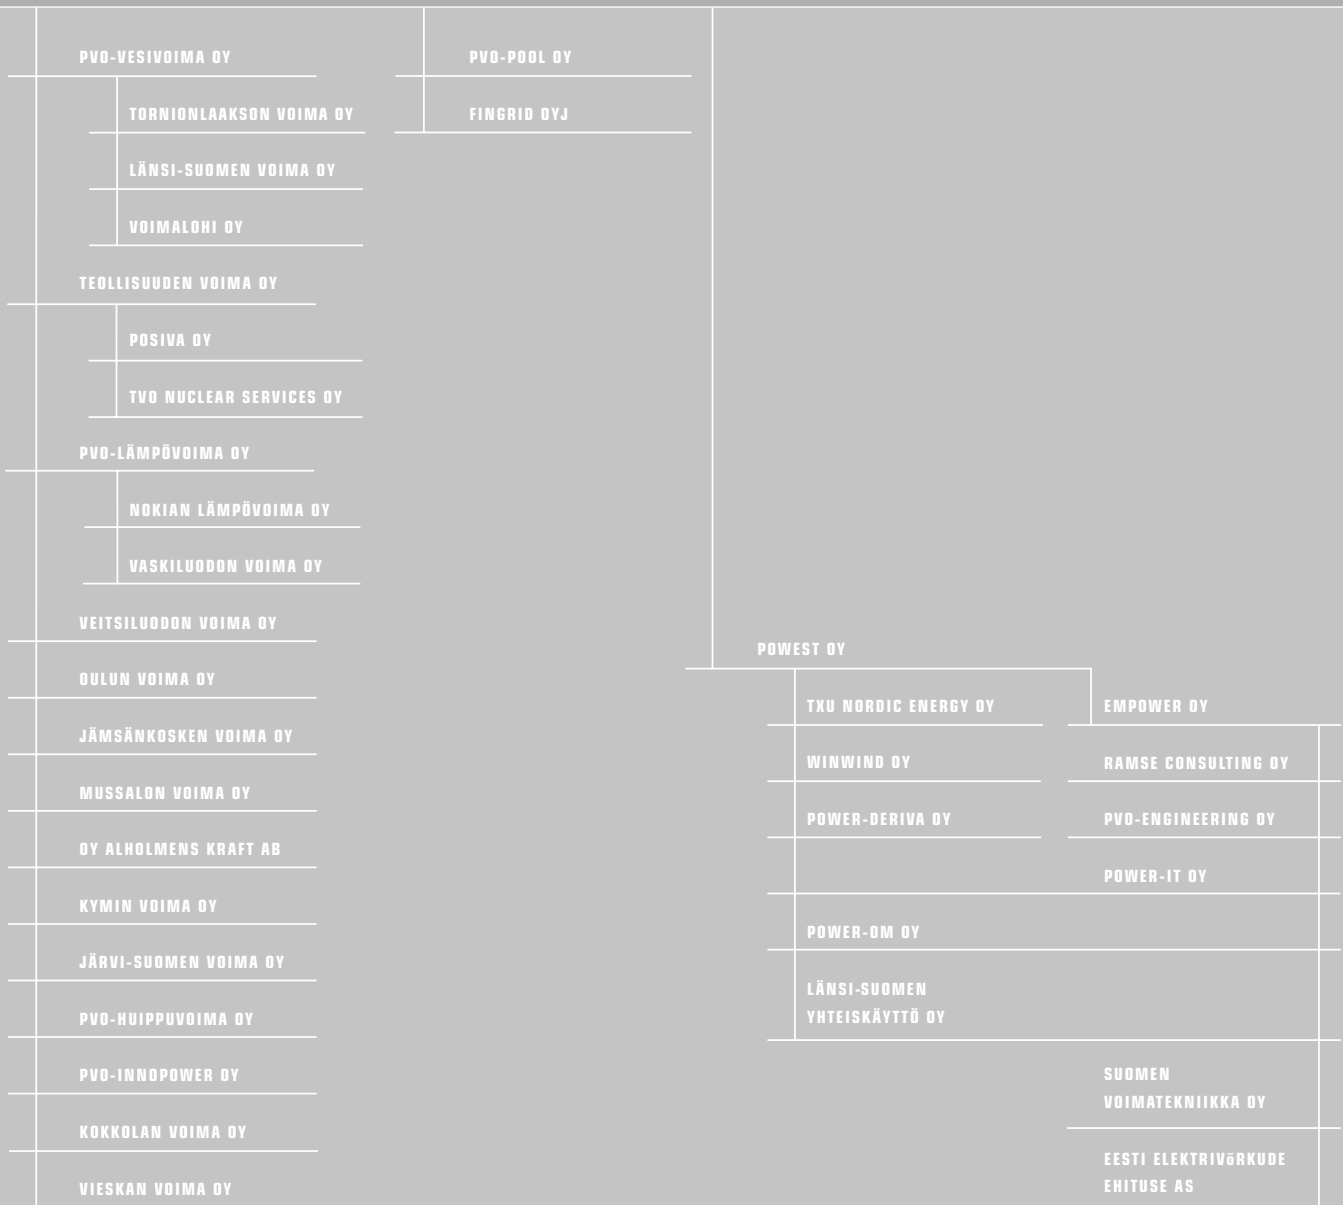 PVO-VESIVOIMA OY
TORNIONLAAKSON VOIMA OY
LÄNSI-SUOMEN VOIMA OY
VOIMALOHI OY
TEOLLISUUDEN VOIMA OY
POSIVA OY
TVO NUCLEAR SERVICES OY
PVO-LÄMPÖVOIMA OY
NOKIAN LÄMPÖVOIMA OY
VASKILUODON VOIMA OY
VEITSILUODON VOIMA OY
OULUN VOIMA OY
JÄMSÄNKOSKEN VOIMA OY
MUSSALON VOIMA OY
OY ALHOLMENS KRAFT AB
KYMIN VOIMA OY
JÄRVI-SUOMEN VOIMA OY
PVO-HUIPPUVOIMA OY
PVO-INNOPOWER OY
KOKKOLAN VOIMA OY
VIESKAN VOIMA OY
PVO-POOL OY
FINGRID OYJ
POWEST OY
TXU NORDIC ENERGY OY
WINWIND OY
POWER-DERIVA OY
POWER-OM OY
LÄNSI-SUOMEN
YHTEISKÄYTTÖ OY
EMPOWER OY
RAMSE CONSULTING OY
PVO-ENGINEERING OY
POWER-IT OY
SUOMEN
VOIMATEKNIIKKA OY
EESTI ELEKTRIVõRKUDE
EHITUSE AS